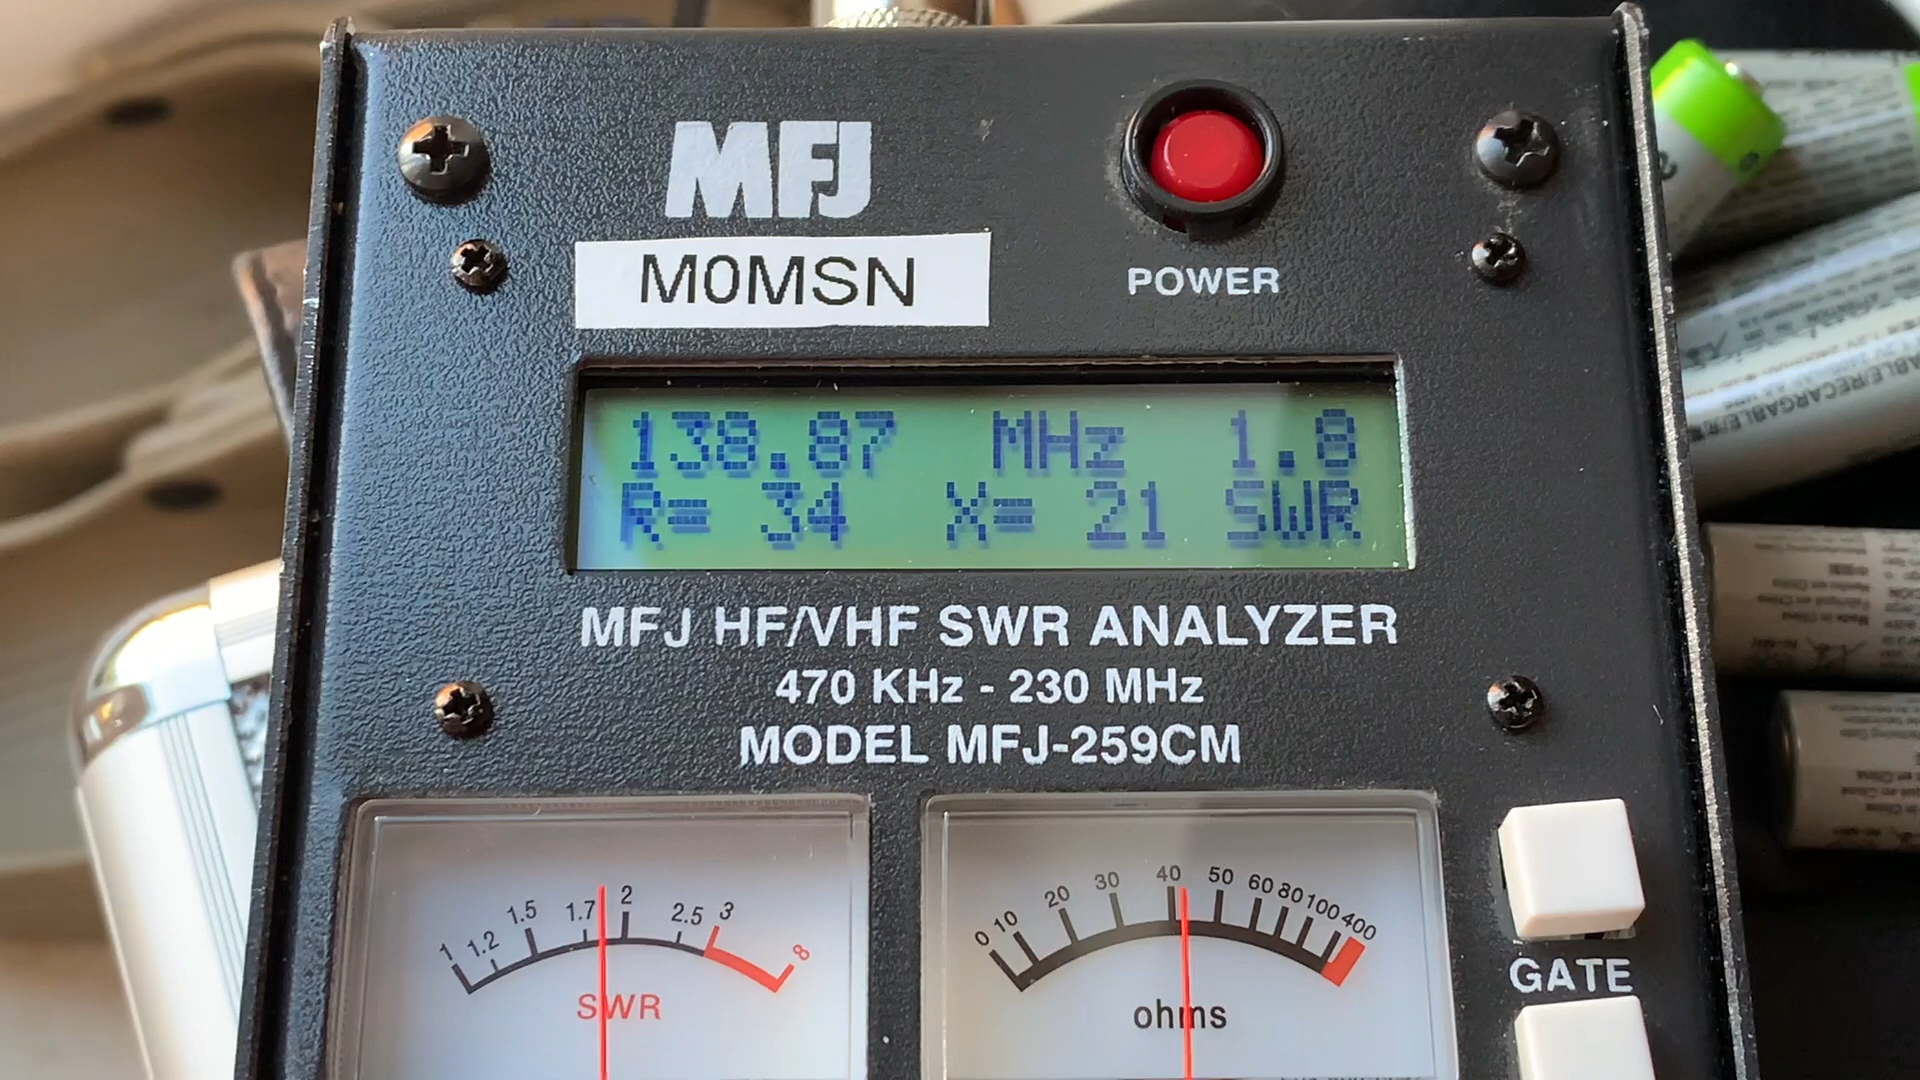 MFJ
M0MSN
POWER
138.87 MHz 1.8
R= 34 X= 21 SWR
MFJ HF/VHF SWR ANALYZER
470 KHz - 230 MHz
MODEL MFJ-259CM
1 1.2 1.5 1.7 2 2.5 3 8
SWR
0 10 20 30 40 50 60 80 100 400
ohms
GATE